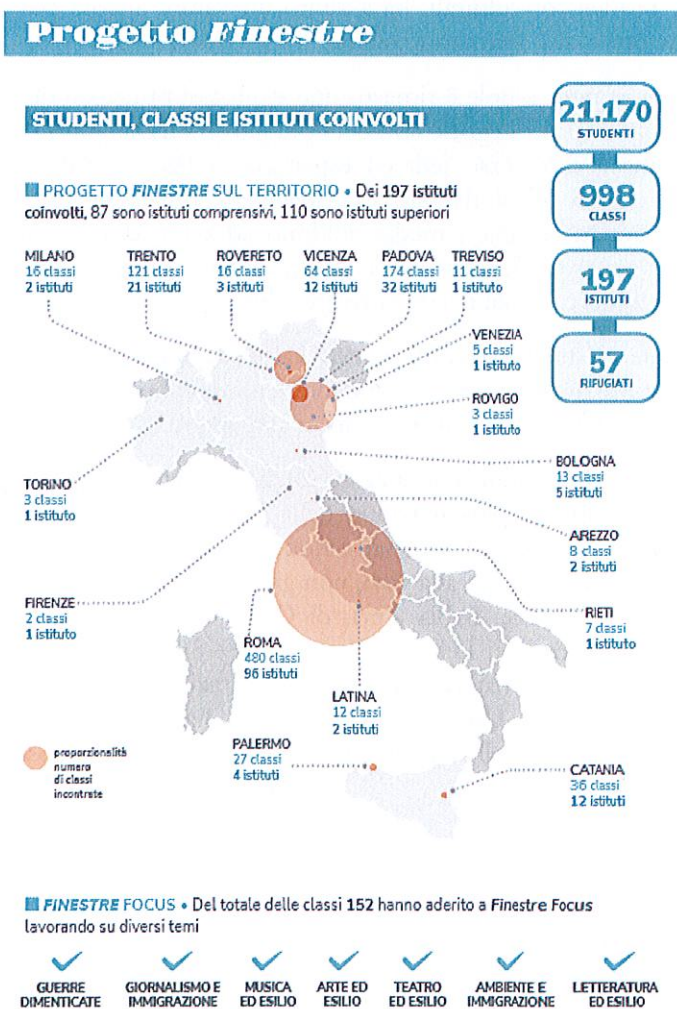 Progetto Finestre
STUDENTI, CLASSI E ISTITUTI COINVOLTI
21.170
STUDENTI
998
CLASSI
197
ISTITUTI
57
RIFUGIATI
PROGETTO FINESTRE SUL TERRITORIO • Dei 197 istituti
coinvolti, 87 sono istituti comprensivi, 110 sono istituti superiori
MILANO
16 classi
2 istituti
TRENTO
121 classi
21 istituti
ROVERETO
16 classi
3 istituti
VICENZA
64 classi
12 istituti
PADOVA
174 classi
32 istituti
TREVISO
11 classi
1 istituto
VENEZIA
5 classi
1 istituto
ROVIGO
3 classi
1 istituto
BOLOGNA
13 classi
5 istituti
TORINO
3 classi
1 istituto
AREZZO
8 classi
2 istituti
FIRENZE
2 classi
1 istituto
RIETI
7 classi
1 istituto
ROMA
480 classi
96 istituti
LATINA
12 classi
2 istituti
PALERMO
27 classi
4 istituti
CATANIA
36 classi
12 istituti
proporzionalità
numero
di classi
incontrate
FINESTRE FOCUS • Del totale delle classi 152 hanno aderito a Finestre Focus
lavorando su diversi temi
GUERRE
DIMENTICATE
GIORNALISMO E
IMMIGRAZIONE
MUSICA
ED ESILIO
ARTE ED
ESILIO
TEATRO
ED ESILIO
AMBIENTE E
IMMIGRAZIONE
LETTERATURA
ED ESILIO